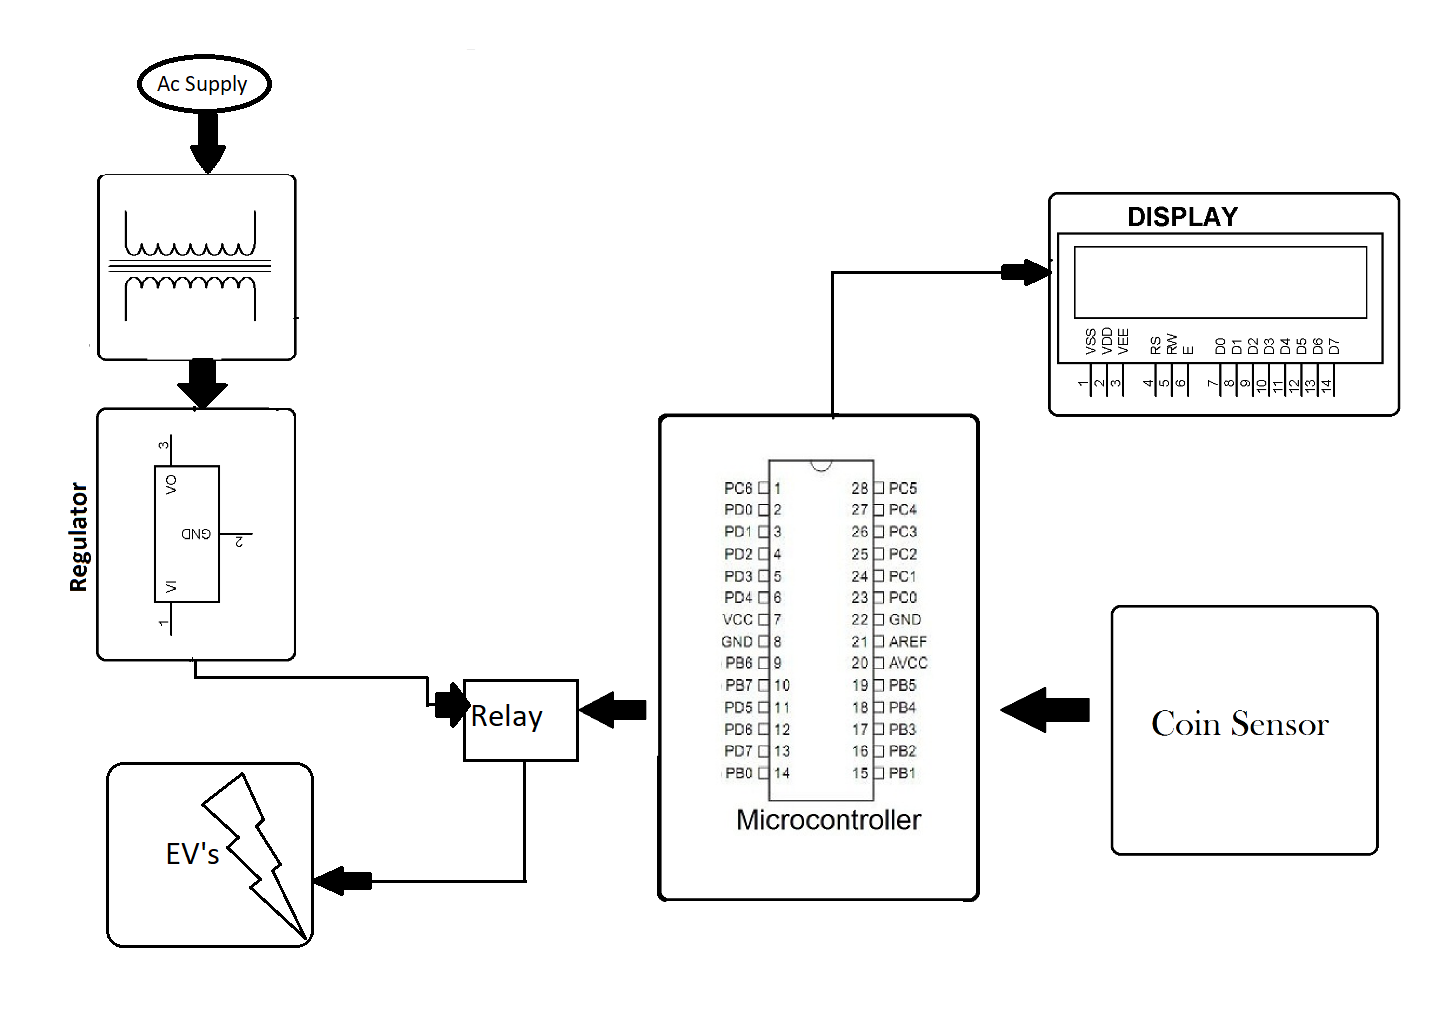 Ac Supply
DISPLAY
VSS
VDD
VEE
RS
RW
E
D0
D1
D2
D3
D4
D5
D6
D7
1
2
3
4
5
6
7
8
9
10
11
12
13
14
Regulator
3
VO
GND
2
VI
1
PC6 1 28 PC5
PD0 2 27 PC4
PD1 3 26 PC3
PD2 4 25 PC2
PD3 5 24 PC1
PD4 6 23 PC0
VCC 7 22 GND
GND 8 21 AREF
PB6 9 20 AVCC
PB7 10 19 PB5
PD5 11 18 PB4
PD6 12 17 PB3
PD7 13 16 PB2
PB0 14 15 PB1
Microcontroller
Relay
Coin Sensor
EV's